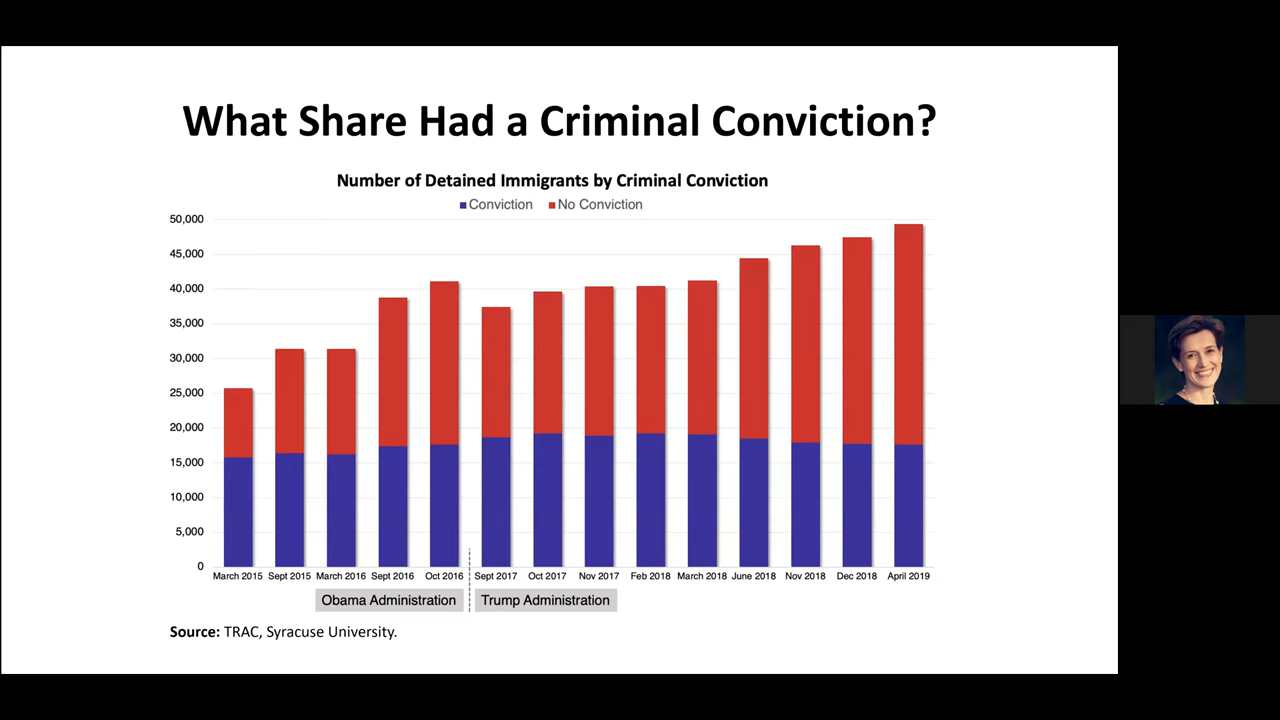 What Share Had a Criminal Conviction?
Number of Detained Immigrants by Criminal Conviction
Conviction No Conviction
50,000
45,000
40,000
35,000
30,000
25,000
20,000
15,000
10,000
5,000
0
March 2015 Sept 2015 March 2016 Sept 2016 Oct 2016 Sept 2017 Oct 2017 Nov 2017 Feb 2018 March 2018 June 2018 Nov 2018 Dec 2018 April 2019
Obama Administration Trump Administration
Source: TRAC, Syracuse University.